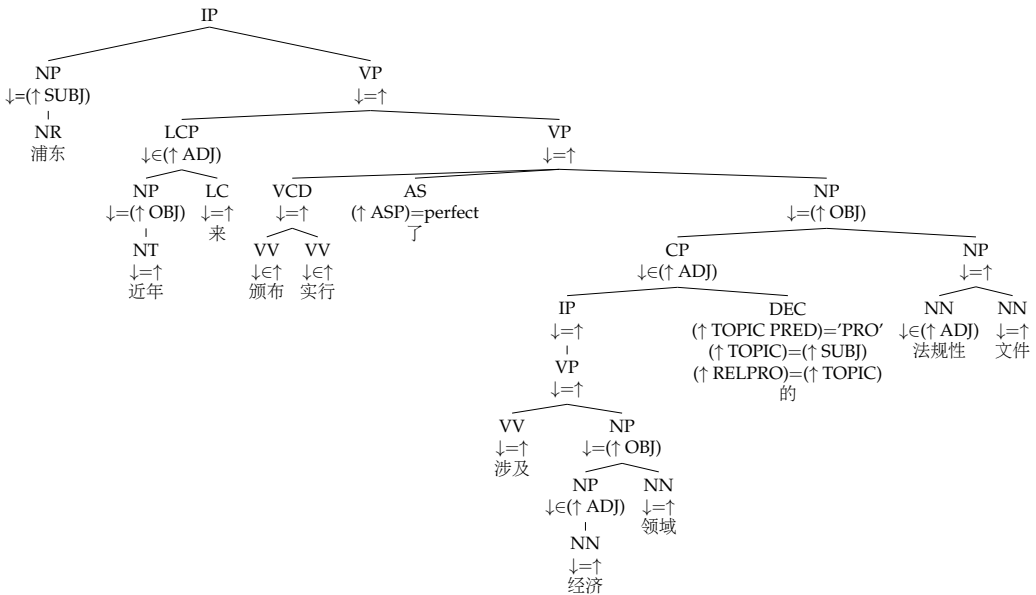 IP
NP VP
↓=(↑ SUBJ) ↓=↑
NR LCP VP
浦东 ↓∈(↑ ADJ) ↓=↑
NP LC VCD AS NP
↓=(↑ OBJ) ↓=↑ ↓=↑ (↑ ASP)=perfect ↓=(↑ OBJ)
来 了
NT VV VV CP NP
↓=↑ ↓∈↑ ↓∈↑ ↓∈(↑ ADJ) ↓=↑
近年 颁布 实行
IP DEC NN NN
↓=↑ (↑ TOPIC PRED)='PRO' ↓∈(↑ ADJ) ↓=↑
(↑ TOPIC)=(↑ SUBJ) 法规性 文件
VP (↑ RELPRO)=(↑ TOPIC)
↓=↑ 的
VV NP
↓=↑ ↓=(↑ OBJ)
涉及
NP NN
↓∈(↑ ADJ) ↓=↑
领域
NN
↓=↑
经济